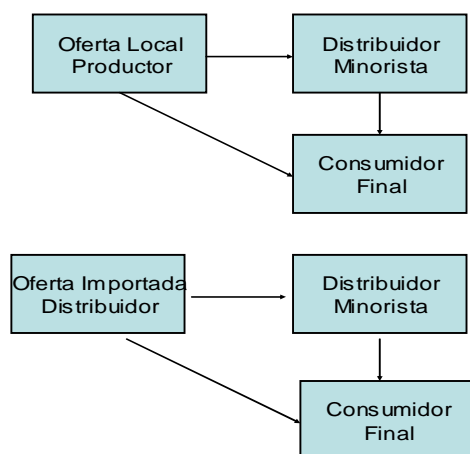 Oferta Local
Productor
Distribuidor
Minorista
Consumidor
Final
Oferta Importada
Distribuidor
Distribuidor
Minorista
Consumidor
Final